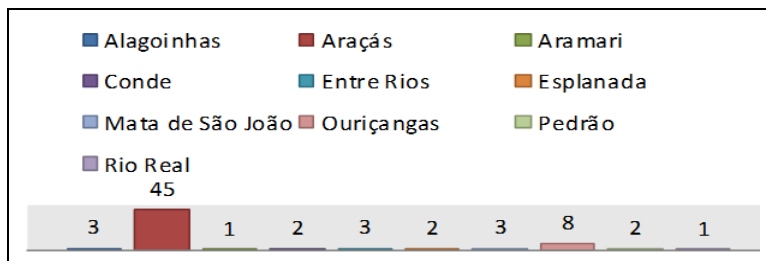 Alagoinhas Araçás Aramari
Conde Entre Rios Esplanada
Mata de São João Ouriçangas Pedrão
Rio Real
45
3 1 2 3 2 3 8 2 1